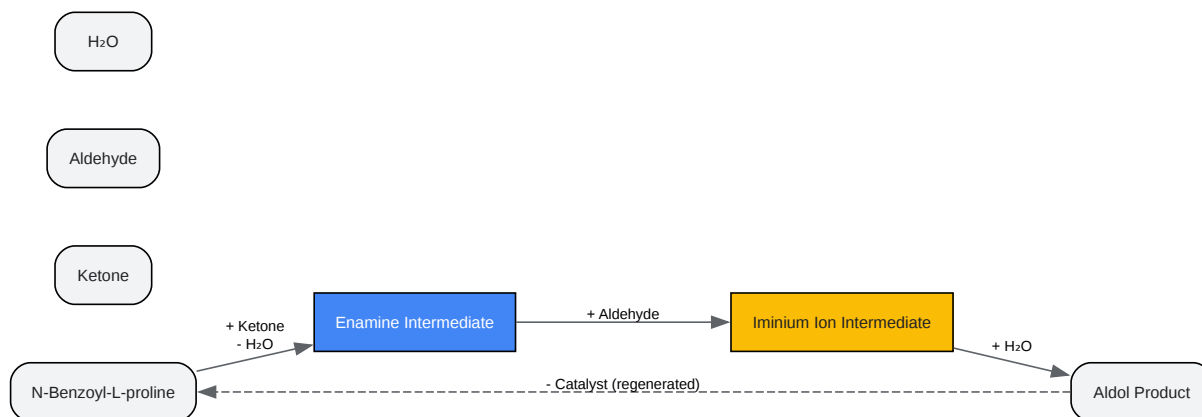 H₂O
Aldehyde
Ketone
+ Ketone
- H₂O
Enamine Intermediate
+ Aldehyde
Iminium Ion Intermediate
+ H₂O
N-Benzoyl-L-proline
- Catalyst (regenerated)
Aldol Product